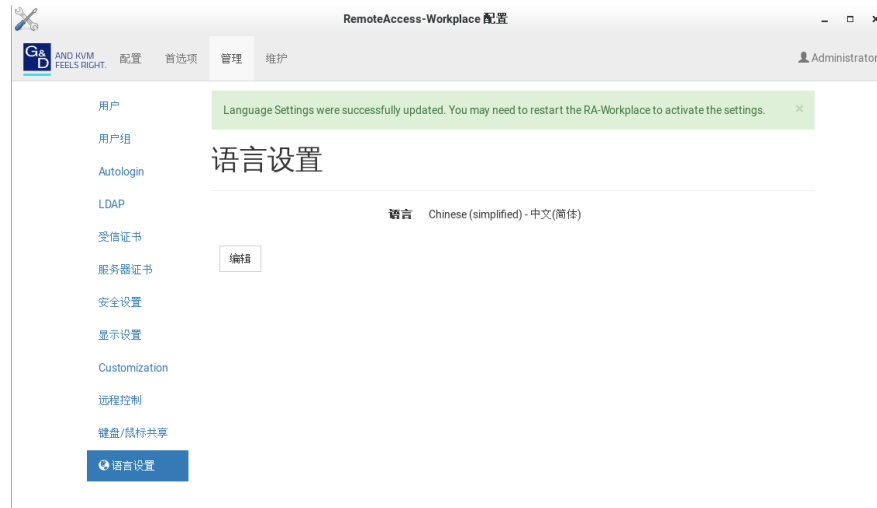 RemoteAccess-Workplace 配置
G&D AND KVM FEELS RIGHT.
配置 首选项 管理 维护 Administrator
用户
Language Settings were successfully updated. You may need to restart the RA-Workplace to activate the settings. ×
用户组
语言设置
Autologin
LDAP
语言 Chinese (simplified) - 中文(简体)
受信证书
编辑
服务器证书
安全设置
显示设置
Customization
远程控制
键盘/鼠标共享
语言设置